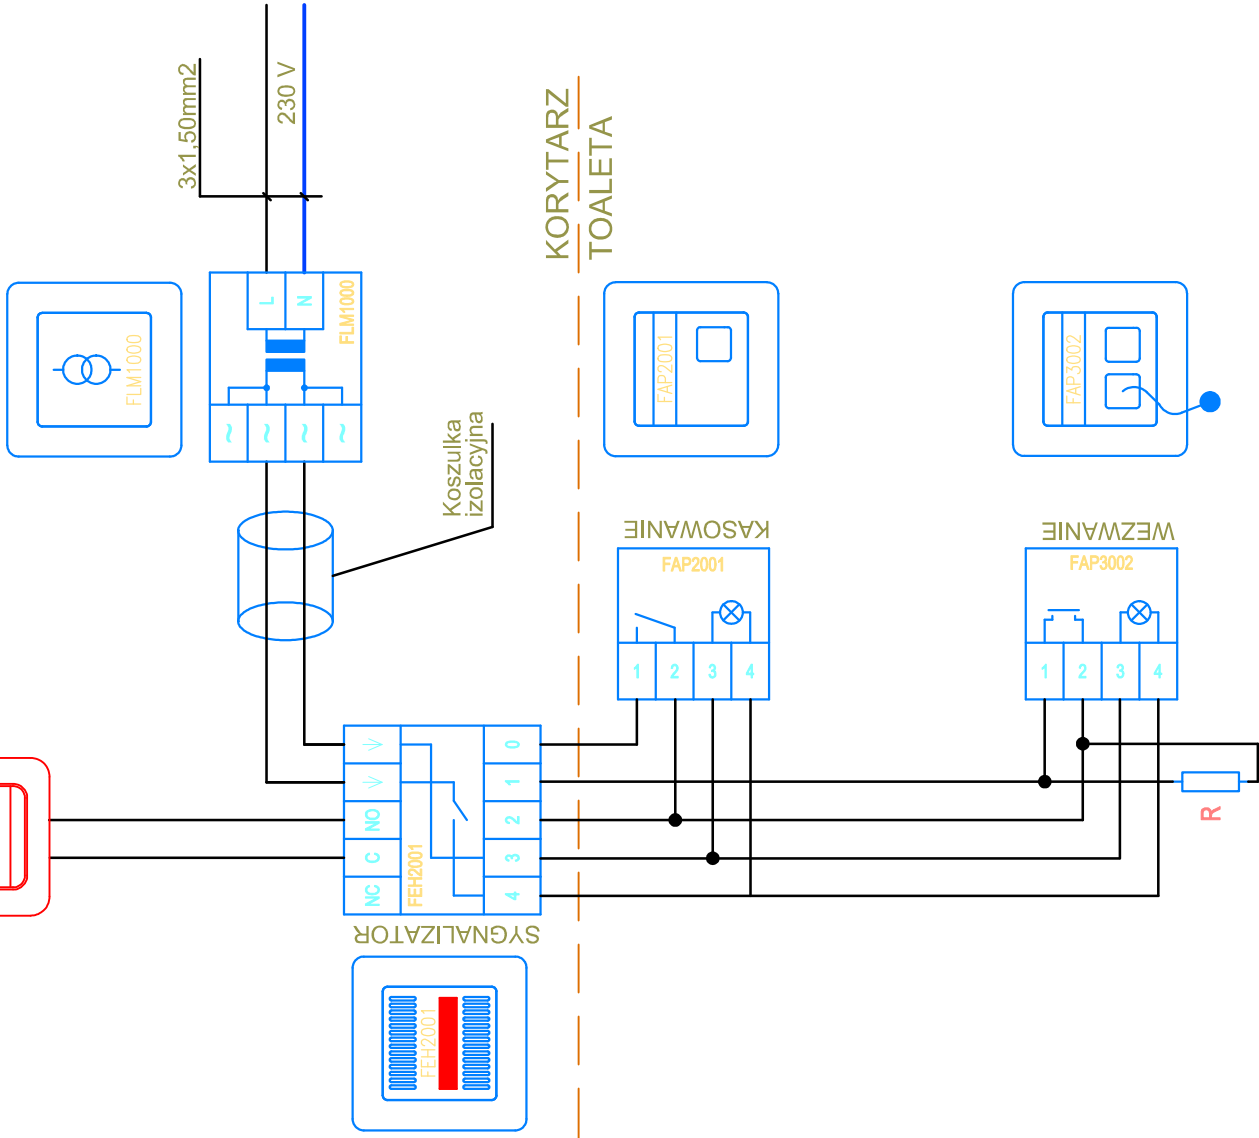 3x1,50mm2
230 V
KORYTARZ
TOALETA
FLM1000
L
N
FLM1000
~
~
~
~
FAP2001
FAP3002
Koszulka
izolacyjna
KASOWANIE
FAP2001
1
2
3
4
WEZWANIE
FAP3002
1
2
3
4
0
1
NO
2
C
3
NC
4
FEH2001
R
SYGNALIZATOR
FEH2001